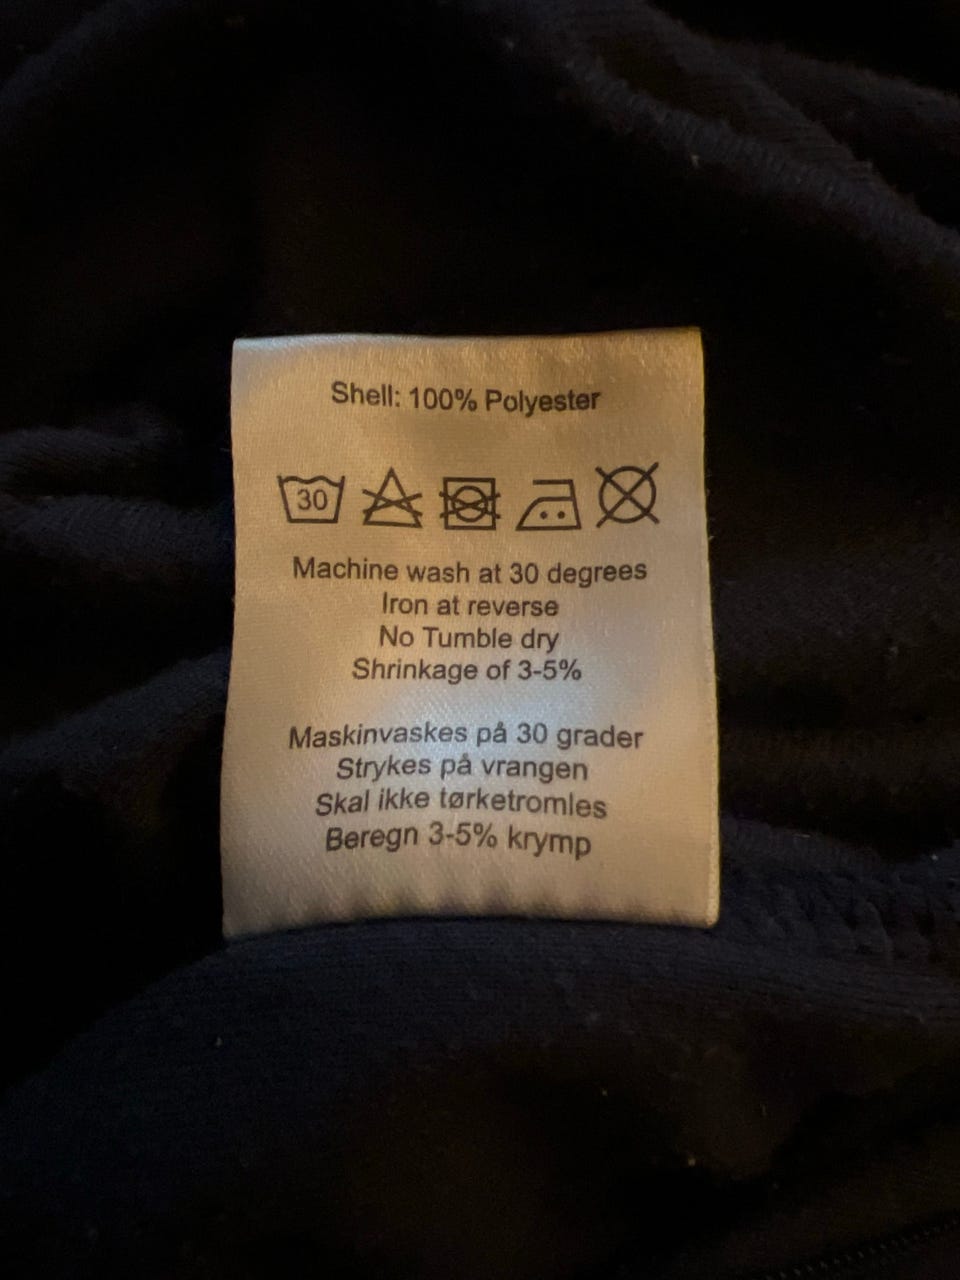 Shell: 100% Polyester
30
Machine wash at 30 degrees
Iron at reverse
No Tumble dry
Shrinkage of 3-5%
Maskinvaskes på 30 grader
Strykes på vrangen
Skal ikke tørketromles
Beregn 3-5% krymp